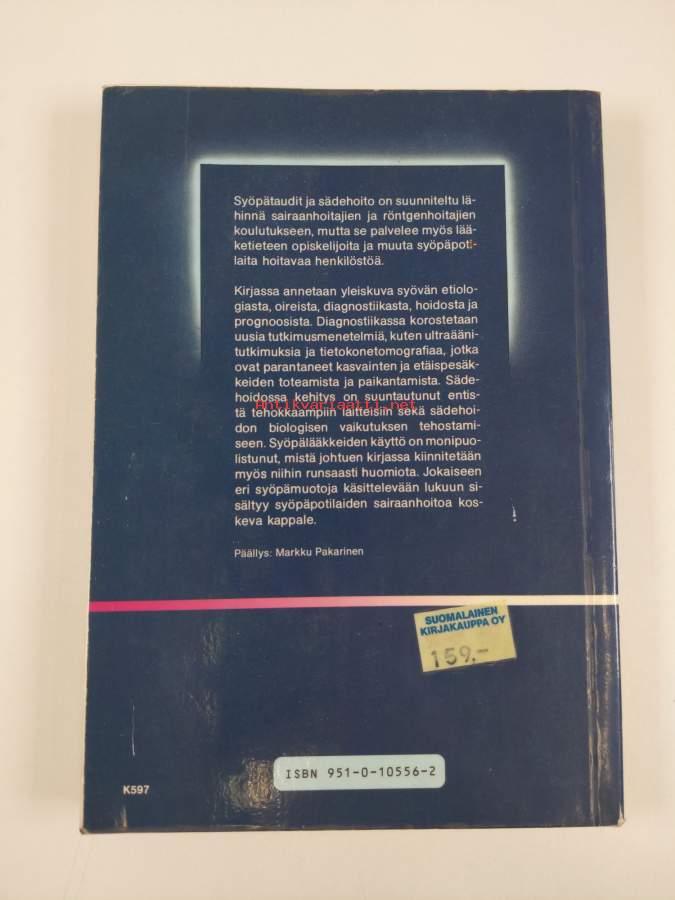 Syöpätaudit ja sädehoito on suunniteltu lä-
hinnä sairaanhoitajien ja röntgenhoitajien
koulutukseen, mutta se palvelee myös lää-
ketieteen opiskelijoita ja muuta syöpäpoti-
laita hoitavaa henkilöstöä.
Kirjassa annetaan yleiskuva syövän etiolo-
giasta, oireista, diagnostiikasta, hoidosta ja
prognoosista. Diagnostiikassa korostetaan
uusia tutkimusmenetelmiä, kuten ultraääni-
tutkimuksia ja tietokonetomografiaa, jotka
ovat parantaneet kasvainten ja etäispesäk-
keiden toteamista ja paikantamista. Säde-
hoidossa kehitys on suuntautunut entis-
tä tehokkaampiin laitteisiin sekä sädehoi-
Antikvariaatti.net
don biologisen vaikutuksen tehostami-
seen. Syöpälääkkeiden käyttö on monipuo-
listunut, mistä johtuen kirjassa kiinnitetään
myös niihin runsaasti huomiota. Jokaiseen
eri syöpämuotoja käsittelevään lukuun si-
sältyy syöpäpotilaiden sairaanhoitoa kos-
keva kappale.
Päällys: Markku Pakarinen
SUOMALAINEN
KIRJAKAUPPA OY
159.-
ISBN 951-0-10556-2
K597